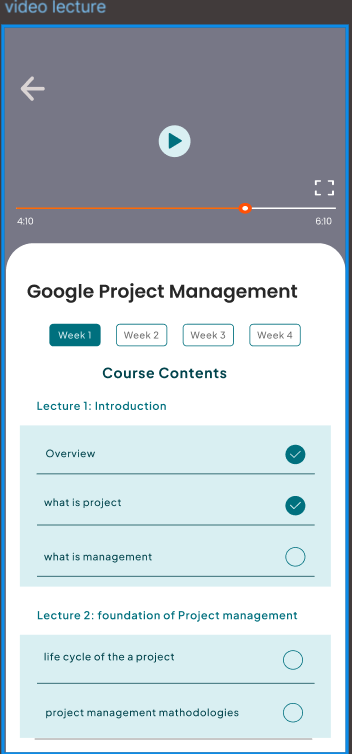 video lecture
4:10 6:10
Google Project Management
Week 1 Week 2 Week 3 Week 4
Course Contents
Lecture 1: Introduction
Overview
what is project
what is management
Lecture 2: foundation of Project management
life cycle of the a project
project management mathodologies